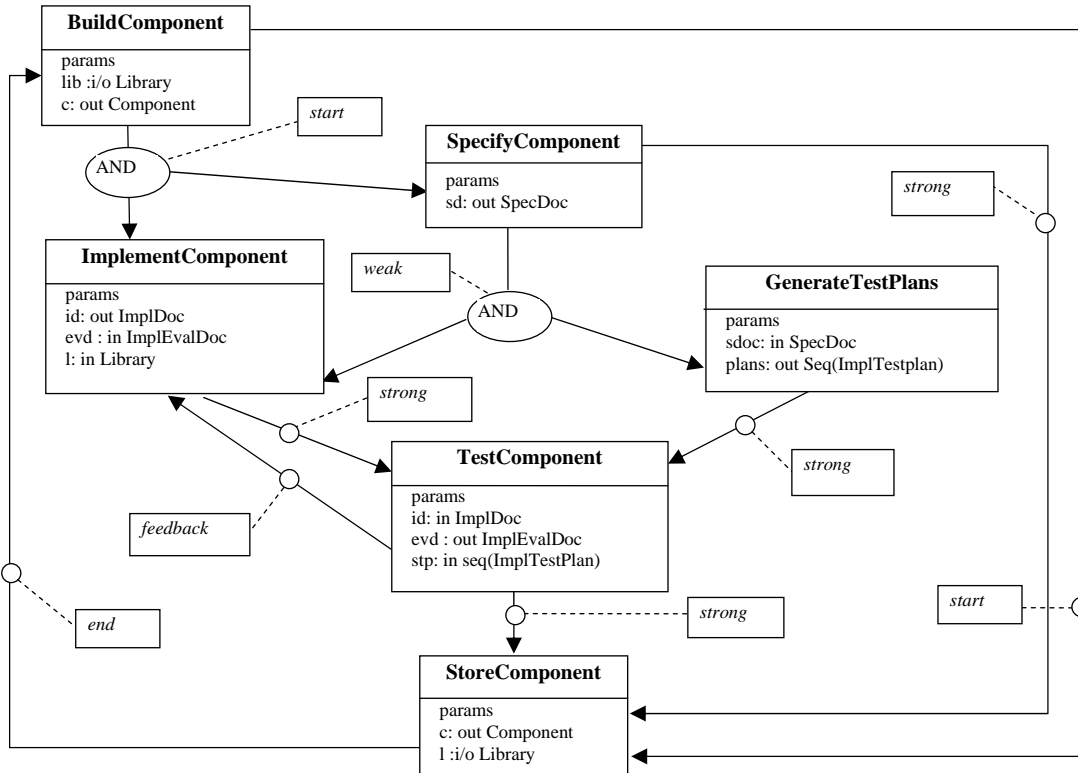 BuildComponent
params
lib :i/o Library
c: out Component
start
AND
SpecifyComponent
params
sd: out SpecDoc
strong
ImplementComponent
params
id: out ImplDoc
evd : in ImplEvalDoc
l: in Library
weak
AND
GenerateTestPlans
params
sdoc: in SpecDoc
plans: out Seq(ImplTestplan)
strong
strong
TestComponent
params
id: in ImplDoc
evd : out ImplEvalDoc
stp: in seq(ImplTestPlan)
feedback
end
strong
start
StoreComponent
params
c: out Component
l :i/o Library